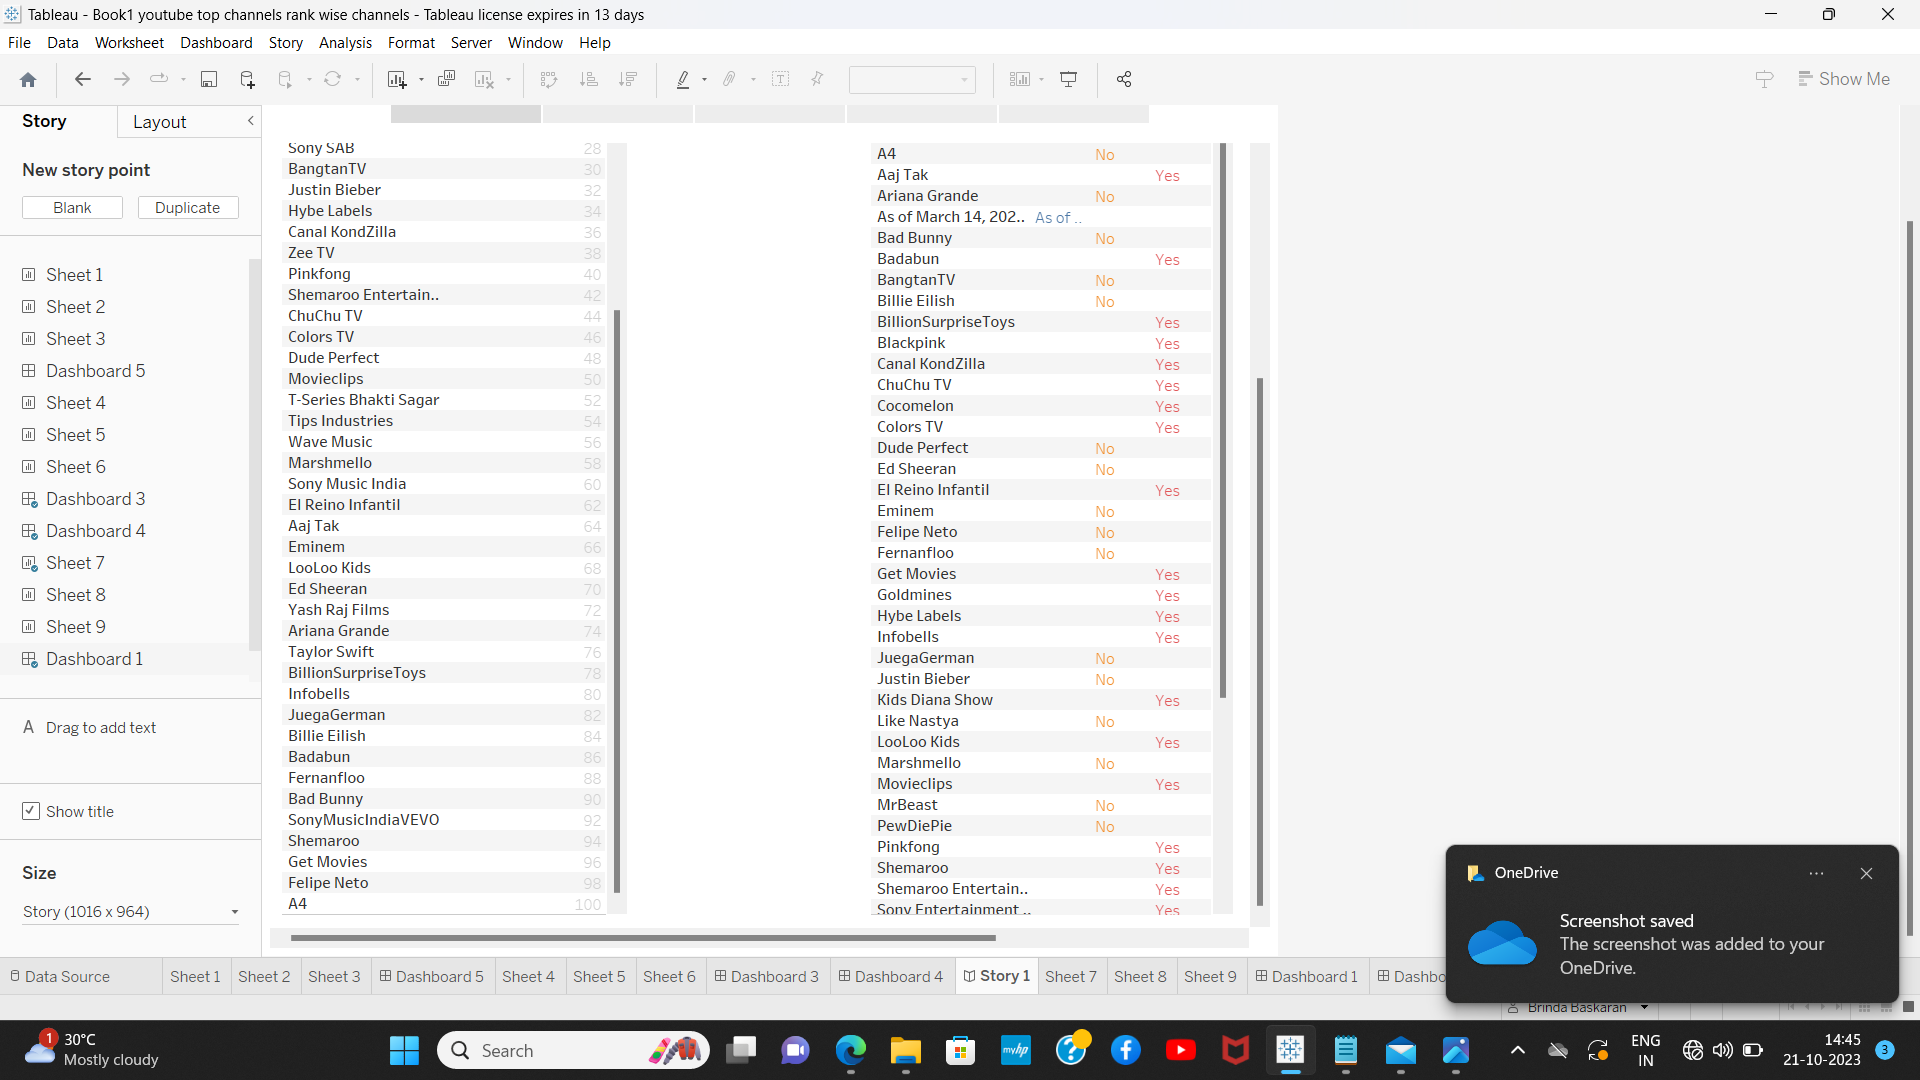 Tableau - Book1 youtube top channels rank wise channels - Tableau license expires in 13 days
File Data Worksheet Dashboard Story Analysis Format Server Window Help
Show Me
Story Layout
New story point
Blank Duplicate
Sheet 1
Sheet 2
Sheet 3
Dashboard 5
Sheet 4
Sheet 5
Sheet 6
Dashboard 3
Dashboard 4
Sheet 7
Sheet 8
Sheet 9
Dashboard 1
A Drag to add text
Show title
Size
Story (1016 x 964)
Sony SAB 28
BangtanTV 30
Justin Bieber 32
Hybe Labels 34
Canal KondZilla 36
Zee TV 38
Pinkfong 40
Shemaroo Entertain.. 42
ChuChu TV 44
Colors TV 46
Dude Perfect 48
Movieclips 50
T-Series Bhakti Sagar 52
Tips Industries 54
Wave Music 56
Marshmello 58
Sony Music India 60
El Reino Infantil 62
Aaj Tak 64
Eminem 66
LooLoo Kids 68
Ed Sheeran 70
Yash Raj Films 72
Ariana Grande 74
Taylor Swift 76
BillionSurpriseToys 78
Infobells 80
JuegaGerman 82
Billie Eilish 84
Badabun 86
Fernanfloo 88
Bad Bunny 90
SonyMusicIndiaVEVO 92
Shemaroo 94
Get Movies 96
Felipe Neto 98
A4 100
A4 No
Aaj Tak Yes
Ariana Grande No
As of March 14, 202.. As of ..
Bad Bunny No
Badabun Yes
BangtanTV No
Billie Eilish No
BillionSurpriseToys Yes
Blackpink Yes
Canal KondZilla Yes
ChuChu TV Yes
Cocomelon Yes
Colors TV Yes
Dude Perfect No
Ed Sheeran No
El Reino Infantil Yes
Eminem No
Felipe Neto No
Fernanfloo No
Get Movies Yes
Goldmines Yes
Hybe Labels Yes
Infobells Yes
JuegaGerman No
Justin Bieber No
Kids Diana Show Yes
Like Nastya No
LooLoo Kids Yes
Marshmello No
Movieclips Yes
MrBeast No
PewDiePie No
Pinkfong Yes
Shemaroo Yes
Shemaroo Entertain.. Yes
Sony Entertainment .. Yes
OneDrive
Screenshot saved
The screenshot was added to your
OneDrive.
Data Source Sheet 1 Sheet 2 Sheet 3 Dashboard 5 Sheet 4 Sheet 5 Sheet 6 Dashboard 3 Dashboard 4 Story 1 Sheet 7 Sheet 8 Sheet 9 Dashboard 1 Dashbo
Brinda Baskaran
1 30°C
Mostly cloudy
Search
myhp
ENG
IN
14:45
21-10-2023
3